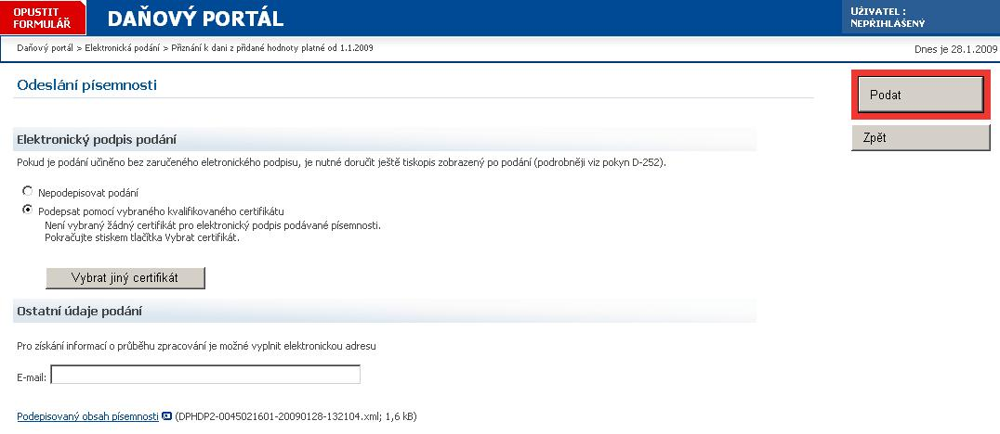 OPUSTIT
FORMULÁŘ
DAŇOVÝ PORTÁL
UŽIVATEL :
NEPŘIHLÁŠENÝ
Daňový portál > Elektronická podání > Přiznání k dani z přidané hodnoty platné od 1.1.2009
Dnes je 28.1.2009
Odeslání písemnosti
Podat
Zpět
Elektronický podpis podání
Pokud je podání učiněno bez zaručeného eletronického podpisu, je nutné doručit ještě tiskopis zobrazený po podání (podrobněji viz pokyn D-252).
Nepodepisovat podání
Podepsat pomocí vybraného kvalifikovaného certifikátu
Není vybraný žádný certifikát pro elektronický podpis podávané písemnosti.
Pokračujte stiskem tlačítka Vybrat certifikát.
Vybrat jiný certifikát
Ostatní údaje podání
Pro získání informací o průběhu zpracování je možné vyplnit elektronickou adresu
E-mail:
Podepisovaný obsah písemnosti (DPHDP2-0045021601-20090128-132104.xml; 1,6 kB)